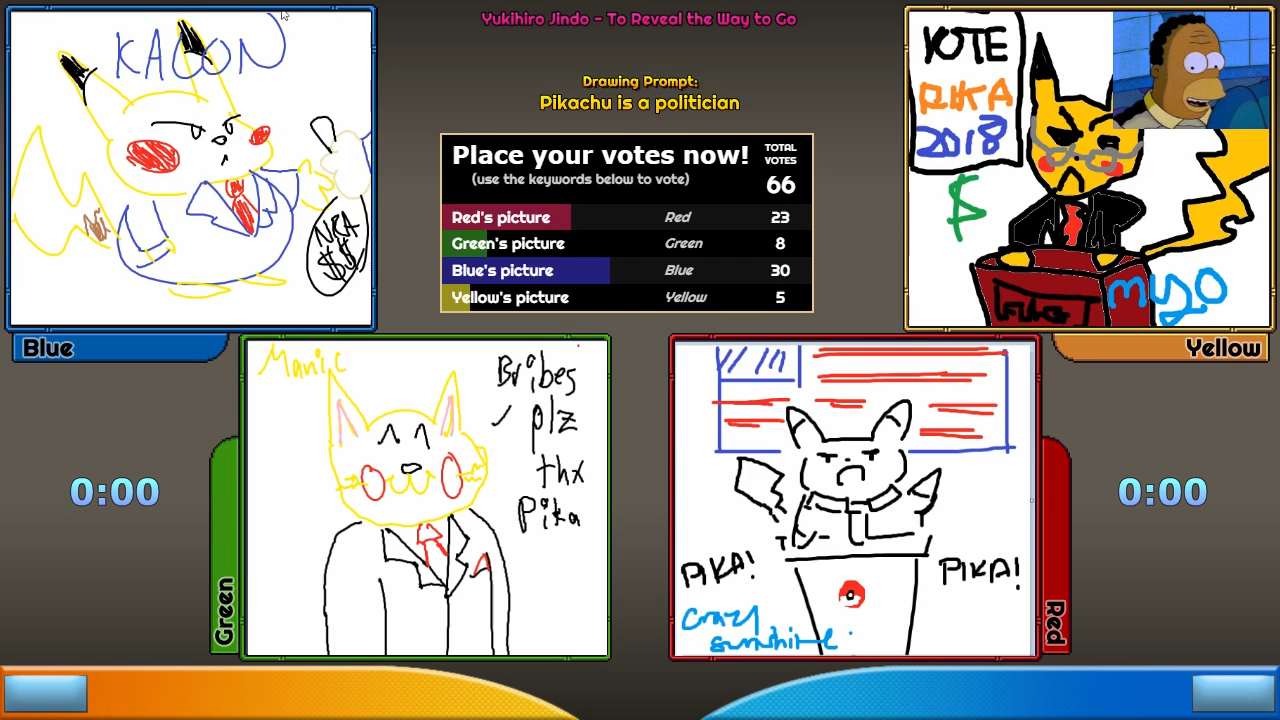 Yukihiro Jindo - To Reveal the Way to Go
Drawing Prompt:
Pikachu is a politician
Place your votes now!
(use the keywords below to vote)
TOTAL
VOTES
66
Red's picture Red 23
Green's picture Green 8
Blue's picture Blue 30
Yellow's picture Yellow 5
KAOON
NRA
$$$
Blue
VOTE
PIKA
2018
$
myo
Yellow
Manic
Bribes
plz
thx
Pika
Green
0:00
PIKA!
PIKA!
crazy
sunshine
Red
0:00